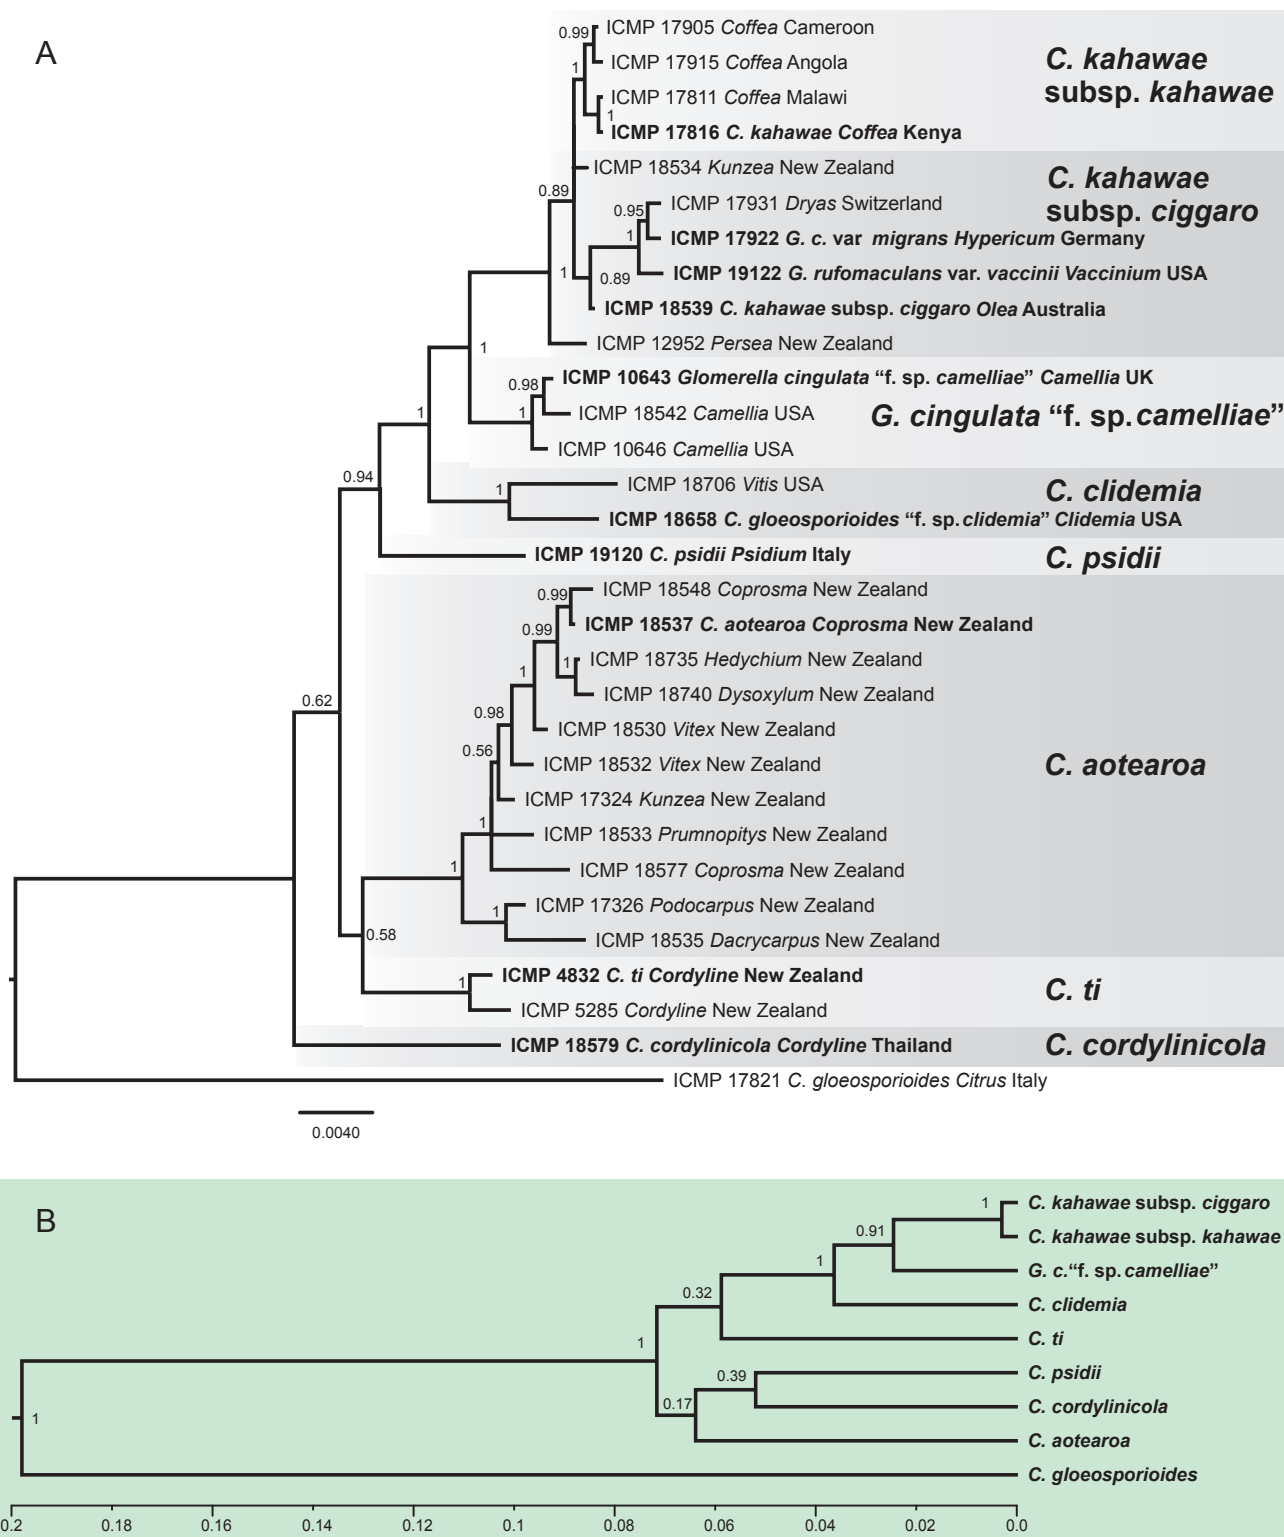 A
0.99
ICMP 17905 Coffea Cameroon
ICMP 17915 Coffea Angola
1
ICMP 17811 Coffea Malawi
1
ICMP 17816 C. kahawae Coffea Kenya
C. kahawae
subsp. kahawae
ICMP 18534 Kunzea New Zealand
0.89
ICMP 17931 Dryas Switzerland
0.95
ICMP 17922 G. c. var migrans Hypericum Germany
1
ICMP 19122 G. rufomaculans var. vaccinii Vaccinium USA
1
0.89
ICMP 18539 C. kahawae subsp. ciggaro Olea Australia
ICMP 12952 Persea New Zealand
C. kahawae
subsp. ciggaro
1
ICMP 10643 Glomerella cingulata “f. sp. camelliae” Camellia UK
0.98
ICMP 18542 Camellia USA
1
ICMP 10646 Camellia USA
G. cingulata “f. sp. camelliae”
1
ICMP 18706 Vitis USA
1
ICMP 18658 C. gloeosporioides “f. sp. clidemia” Clidemia USA
C. clidemia
0.94
ICMP 19120 C. psidii Psidium Italy
C. psidii
ICMP 18548 Coprosma New Zealand
0.99
ICMP 18537 C. aotearoa Coprosma New Zealand
0.99
ICMP 18735 Hedychium New Zealand
1
1
ICMP 18740 Dysoxylum New Zealand
0.62
0.98
ICMP 18530 Vitex New Zealand
0.56
ICMP 18532 Vitex New Zealand
C. aotearoa
ICMP 17324 Kunzea New Zealand
1
ICMP 18533 Prumnopitys New Zealand
1
ICMP 18577 Coprosma New Zealand
ICMP 17326 Podocarpus New Zealand
1
0.58
ICMP 18535 Dacrycarpus New Zealand
ICMP 4832 C. ti Cordyline New Zealand
1
C. ti
ICMP 5285 Cordyline New Zealand
ICMP 18579 C. cordylinicola Cordyline Thailand
C. cordylinicola
ICMP 17821 C. gloeosporioides Citrus Italy
0.0040
B
1
C. kahawae subsp. ciggaro
0.91
C. kahawae subsp. kahawae
1
G. c.“f. sp. camelliae”
0.32
C. clidemia
1
C. ti
0.39
C. psidii
0.17
C. cordylinicola
1
C. aotearoa
C. gloeosporioides
0.2 0.18 0.16 0.14 0.12 0.1 0.08 0.06 0.04 0.02 0.0